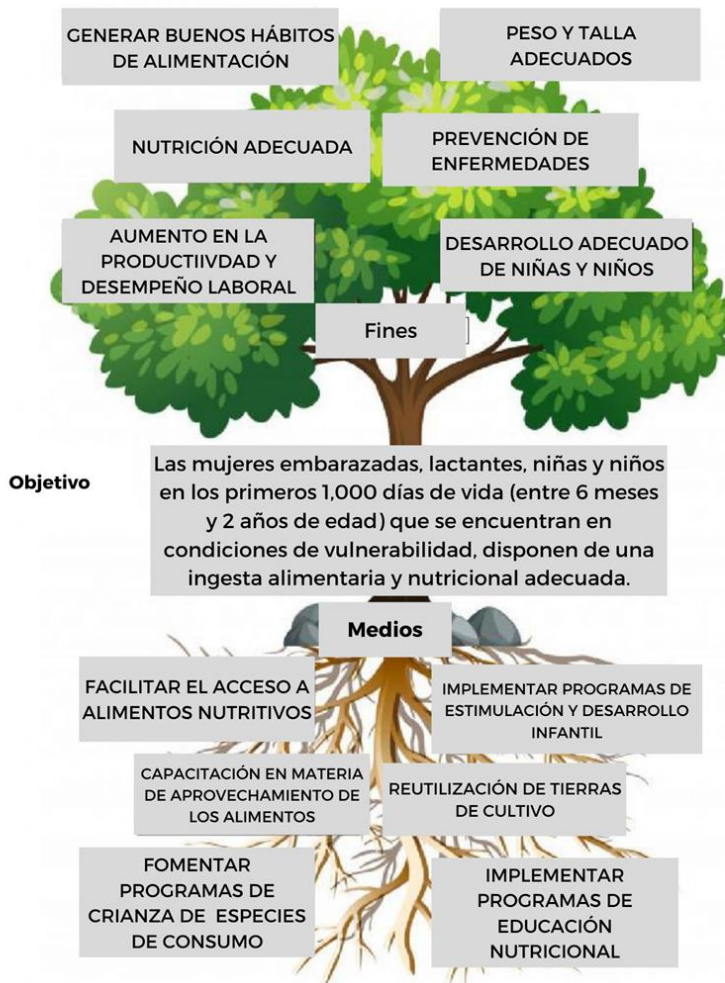 GENERAR BUENOS HÁBITOS
DE ALIMENTACIÓN
PESO Y TALLA
ADECUADOS
NUTRICIÓN ADECUADA
PREVENCIÓN DE
ENFERMEDADES
AUMENTO EN LA
PRODUCTIIVDAD Y
DESEMPEÑO LABORAL
DESARROLLO ADECUADO
DE NIÑAS Y NIÑOS
Fines
Objetivo
Las mujeres embarazadas, lactantes, niñas y niños
en los primeros 1,000 días de vida (entre 6 meses
y 2 años de edad) que se encuentran en
condiciones de vulnerabilidad, disponen de una
ingesta alimentaria y nutricional adecuada.
Medios
FACILITAR EL ACCESO A
ALIMENTOS NUTRITIVOS
IMPLEMENTAR PROGRAMAS DE
ESTIMULACIÓN Y DESARROLLO
INFANTIL
CAPACITACIÓN EN MATERIA
DE APROVECHAMIENTO DE
LOS ALIMENTOS
REUTILIZACIÓN DE TIERRAS
DE CULTIVO
FOMENTAR
PROGRAMAS DE
CRIANZA DE ESPECIES
DE CONSUMO
IMPLEMENTAR
PROGRAMAS DE
EDUCACIÓN
NUTRICIONAL